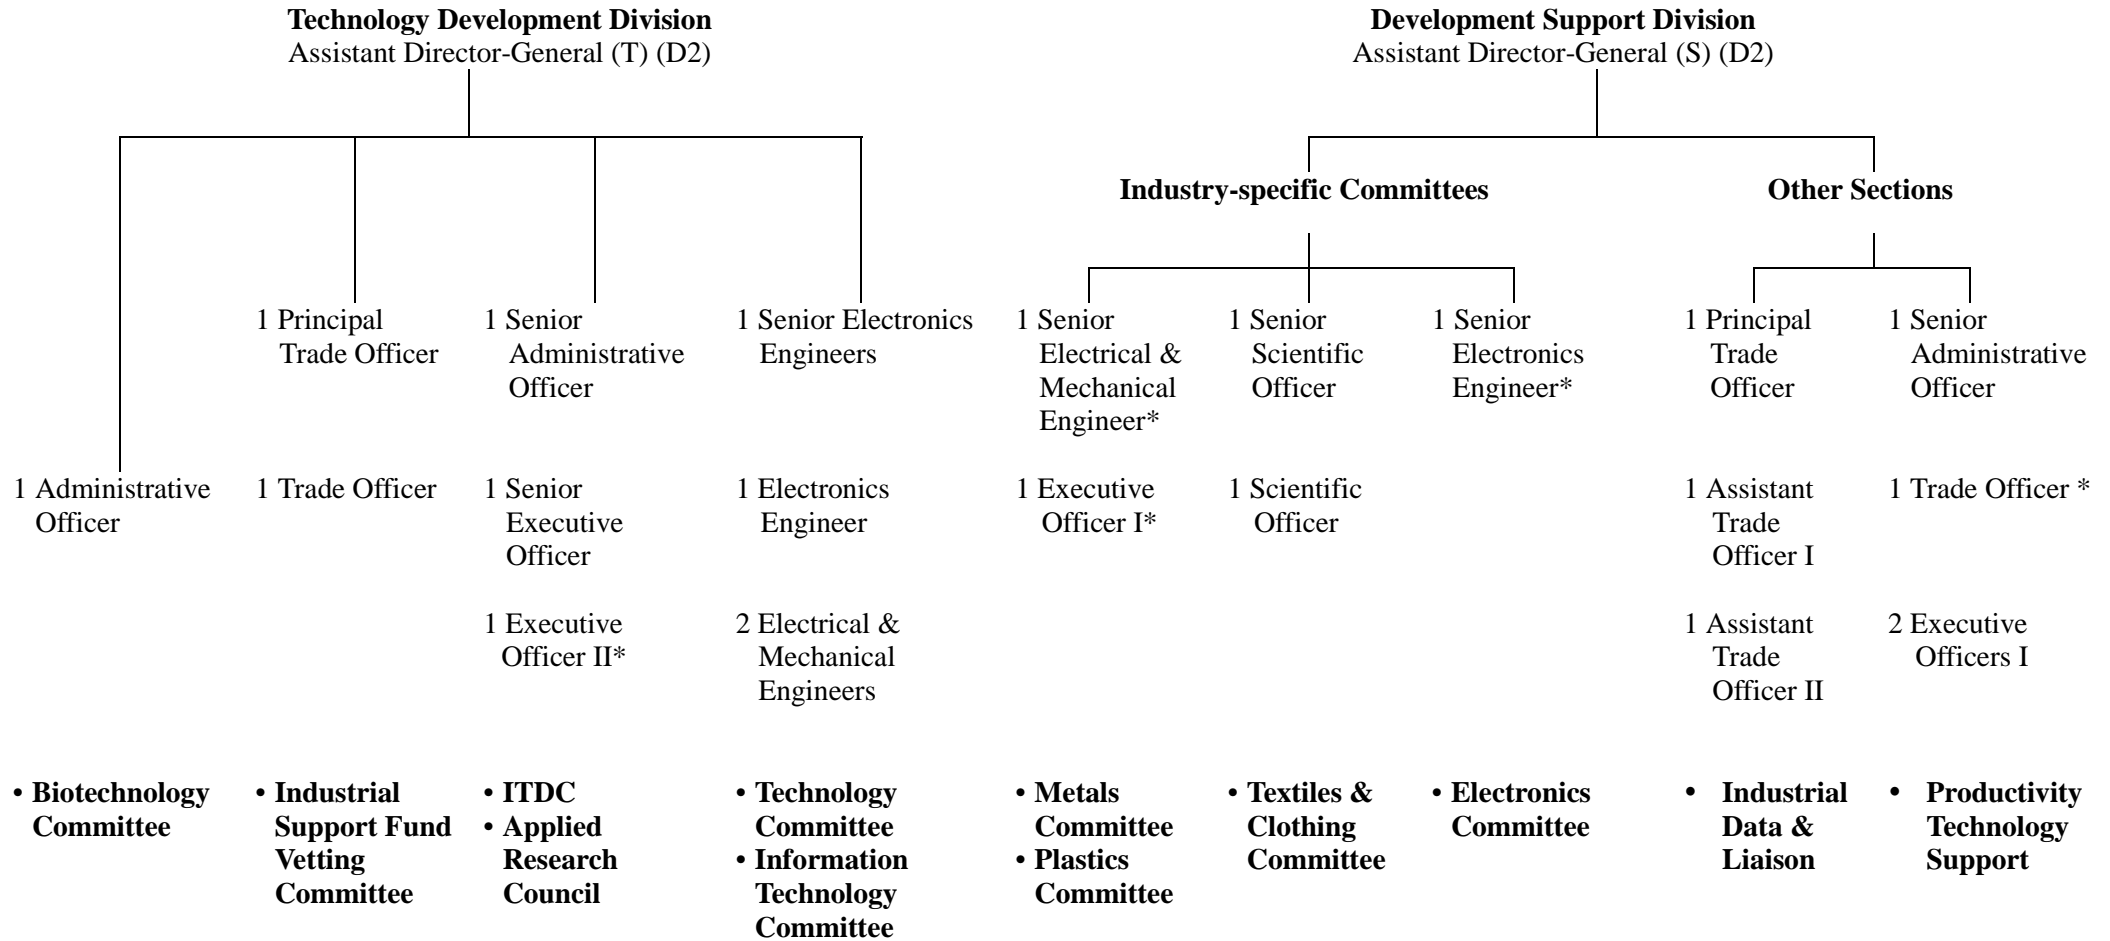 Technology Development Division
Assistant Director-General (T) (D2)
Development Support Division
Assistant Director-General (S) (D2)
Industry-specific Committees
Other Sections
1 Principal
Trade Officer
1 Senior
Administrative
Officer
1 Senior Electronics
Engineers
1 Senior
Electrical &
Mechanical
Engineer*
1 Senior
Scientific
Officer
1 Senior
Electronics
Engineer*
1 Principal
Trade
Officer
1 Senior
Administrative
Officer
1 Administrative
Officer
1 Trade Officer
1 Senior
Executive
Officer
1 Electronics
Engineer
1 Executive
Officer I*
1 Scientific
Officer
1 Assistant
Trade
Officer I
1 Trade Officer *
1 Executive
Officer II*
2 Electrical &
Mechanical
Engineers
1 Assistant
Trade
Officer II
2 Executive
Officers I
• Biotechnology
Committee
• Industrial
Support Fund
Vetting
Committee
• ITDC
• Applied
Research
Council
• Technology
Committee
• Information
Technology
Committee
• Metals
Committee
• Plastics
Committee
• Textiles &
Clothing
Committee
• Electronics
Committee
• Industrial
Data &
Liaison
• Productivity
Technology
Support